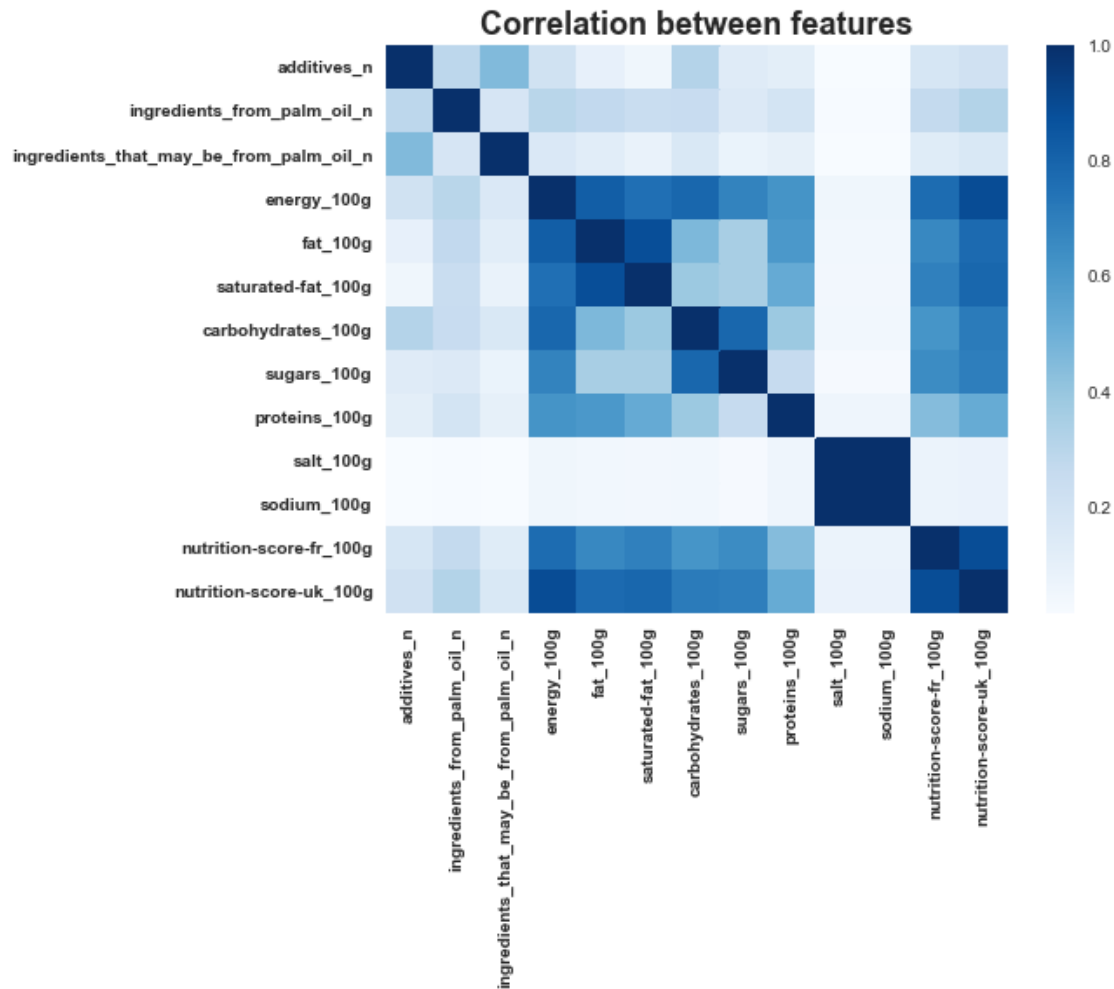 Correlation between features
additives_n
ingredients_from_palm_oil_n
ingredients_that_may_be_from_palm_oil_n
energy_100g
fat_100g
saturated-fat_100g
carbohydrates_100g
sugars_100g
proteins_100g
salt_100g
sodium_100g
nutrition-score-fr_100g
nutrition-score-uk_100g
additives_n
ingredients_from_palm_oil_n
ingredients_that_may_be_from_palm_oil_n
energy_100g
fat_100g
saturated-fat_100g
carbohydrates_100g
sugars_100g
proteins_100g
salt_100g
sodium_100g
nutrition-score-fr_100g
nutrition-score-uk_100g
1.0
0.8
0.6
0.4
0.2